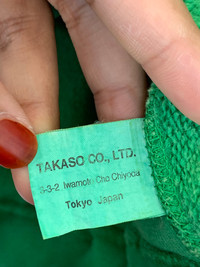 TAKASO CO., LTD.
3-3-2 Iwamoto Cho Chiyoda
Tokyo Japan